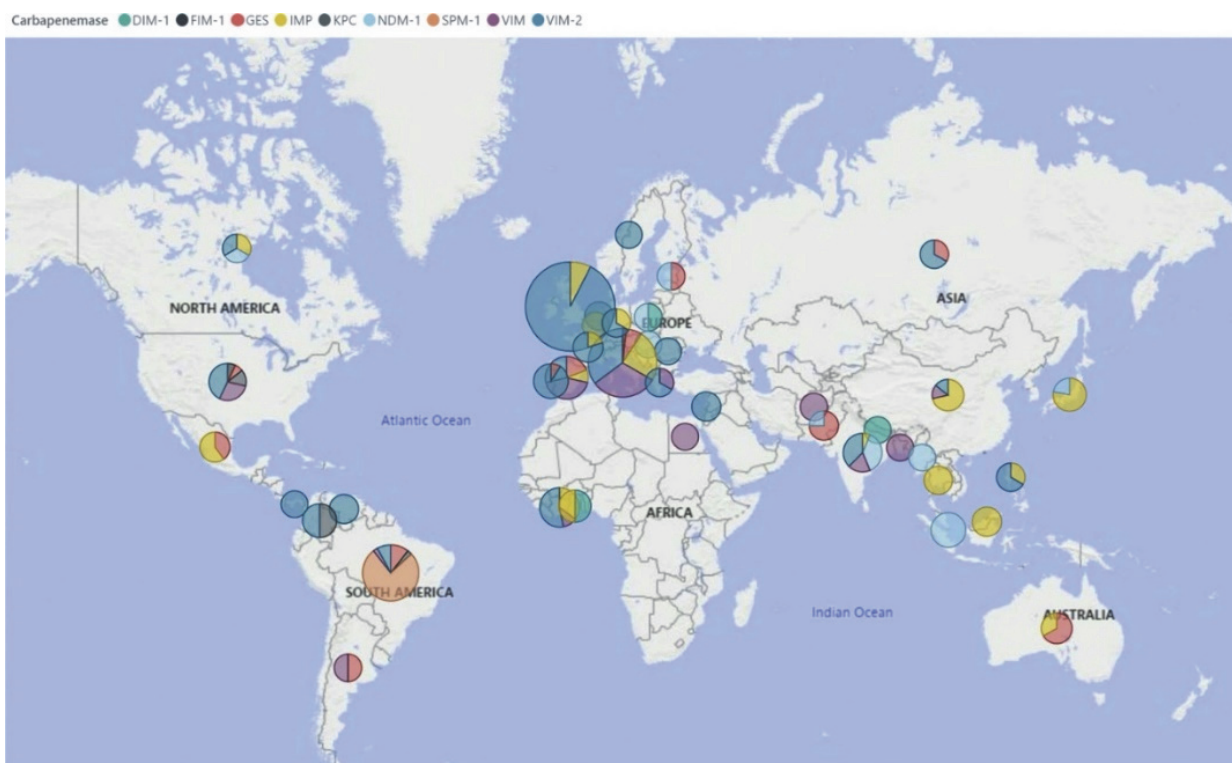 Carbapenemase DIM-1 FIM-1 GES IMP KPC NDM-1 SPM-1 VIM VIM-2
NORTH AMERICA
EUROPE
ASIA
Atlantic Ocean
AFRICA
SOUTH AMERICA
Indian Ocean
AUSTRALIA